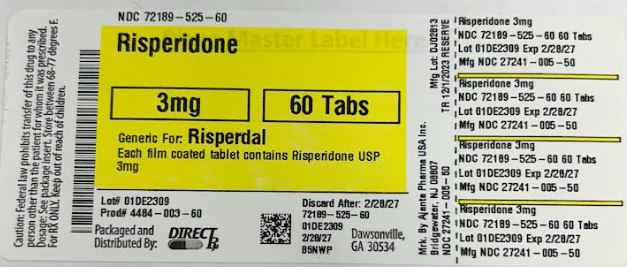 NDC 72189-525-60
Risperidone
3mg
60 Tabs
Generic For: Risperdal
Each film coated tablet contains Risperidone USP
3mg
Lot# 01DE2309
Prod# 4484-003-60
Packaged and
Distributed By:
DIRECT Rx
Discard After: 2/28/27
72189-525-60
01DE2309
2/28/27
B5NWP
Dawsonville,
GA 30534
Caution: Federal law prohibits transfer of this drug to any
person other than the patient for whom it was prescribed.
Dosage: See package insert. Store between 68-77 degrees F.
For RX ONLY. Keep out of reach of children.
Mfg Lot: DJ02813
TR 12/1/2023 RESERVE
Mrk. By Ajanta Pharma USA Inc.
Bridgewater, NJ 08807
NDC 27241-005-60
Risperidone 3mg
NDC 72189-525-60 60 Tabs
Lot 01DE2309 Exp 2/28/27
Mfg NDC 27241-005-50
Risperidone 3mg
NDC 72189-525-60 60 Tabs
Lot 01DE2309 Exp 2/28/27
Mfg NDC 27241-005-50
Risperidone 3mg
NDC 72189-525-60 60 Tabs
Lot 01DE2309 Exp 2/28/27
Mfg NDC 27241-005-50
Risperidone 3mg
NDC 72189-525-60 60 Tabs
Lot 01DE2309 Exp 2/28/27
Mfg NDC 27241-005-50